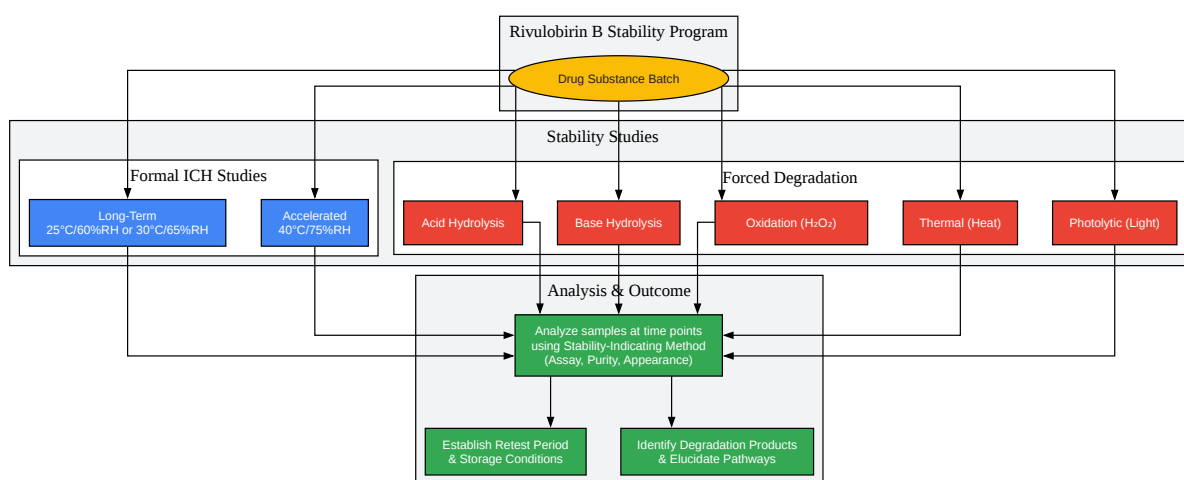 Rivulobirin B Stability Program
Drug Substance Batch
Stability Studies
Formal ICH Studies
Forced Degradation
Long-Term
25°C/60%RH or 30°C/65%RH
Accelerated
40°C/75%RH
Acid Hydrolysis
Base Hydrolysis
Oxidation (H₂O₂)
Thermal (Heat)
Photolytic (Light)
Analysis & Outcome
Analyze samples at time points
using Stability-Indicating Method
(Assay, Purity, Appearance)
Establish Retest Period
& Storage Conditions
Identify Degradation Products
& Elucidate Pathways